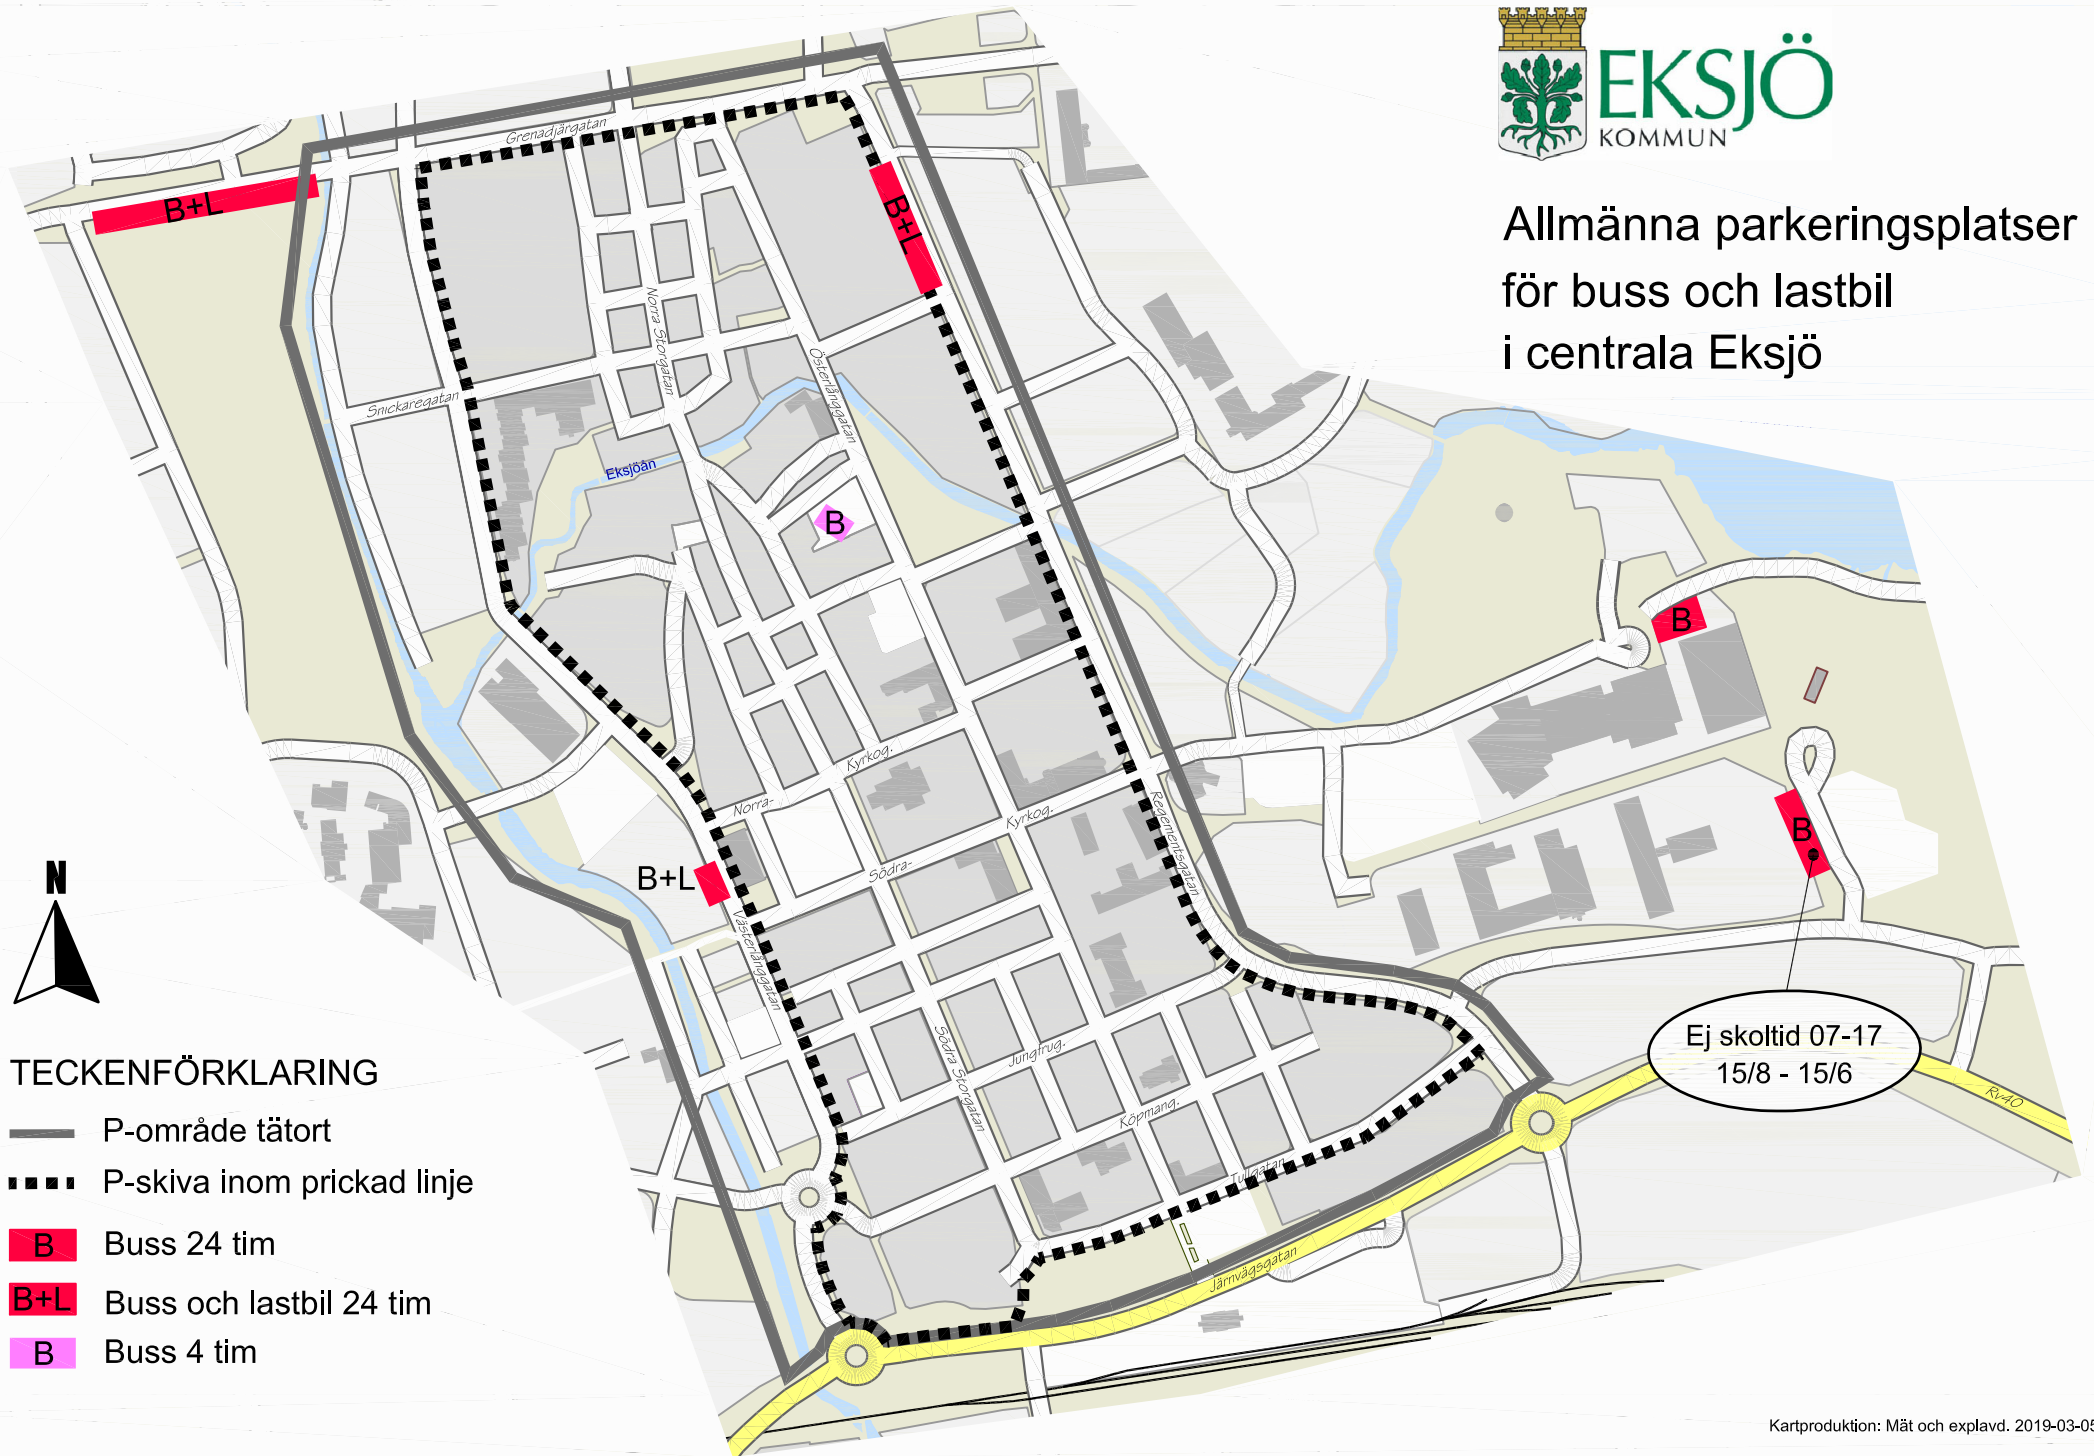 EKSJÖ
KOMMUN
Allmänna parkeringsplatser
för buss och lastbil
i centrala Eksjö
Grenadjärgatan
B+L
B+L
Norra Storgatan
Österlånggatan
Snickaregatan
Eksjöån
B
B
Kyrkog.
Norra-
Kyrkog.
Södra-
Regementsgatan
B
B+L
Västerlånggatan
Södra Storgatan
Jungfrug.
Köpmang.
Tullgatan
Järnvägsgatan
Rv40
Ej skoltid 07-17
15/8 - 15/6
N
TECKENFÖRKLARING
P-område tätort
P-skiva inom prickad linje
B Buss 24 tim
B+L Buss och lastbil 24 tim
B Buss 4 tim
Kartproduktion: Mät och explavd. 2019-03-05